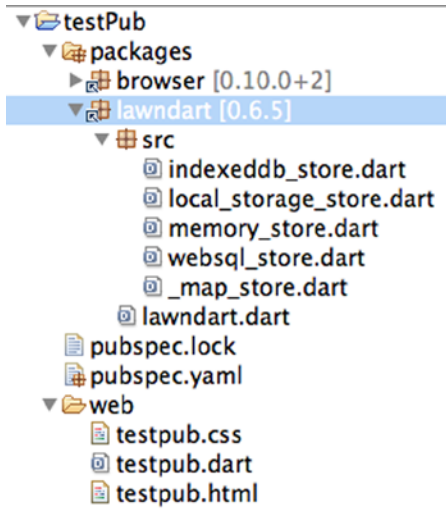 testPub
packages
browser [0.10.0+2]
lawndart [0.6.5]
src
indexeddb_store.dart
local_storage_store.dart
memory_store.dart
websql_store.dart
_map_store.dart
lawndart.dart
pubspec.lock
pubspec.yaml
web
testpub.css
testpub.dart
testpub.html